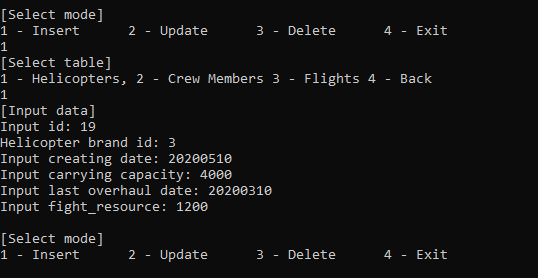 [Select mode]
1 - Insert      2 - Update      3 - Delete      4 - Exit
1
[Select table]
1 - Helicopters, 2 - Crew Members 3 - Flights 4 - Back
1
[Input data]
Input id: 19
Helicopter brand id: 3
Input creating date: 20200510
Input carrying capacity: 4000
Input last overhaul date: 20200310
Input fight_resource: 1200

[Select mode]
1 - Insert      2 - Update      3 - Delete      4 - Exit